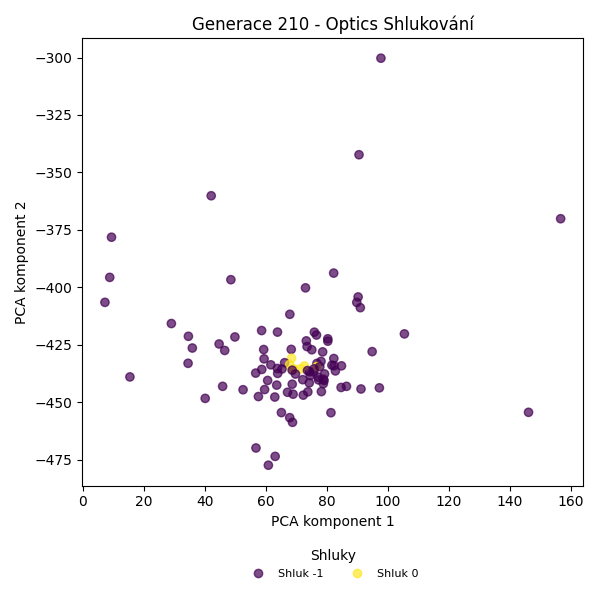 Generace 210 - Optics Shlukování
PCA komponent 2
−300
−325
−350
−375
−400
−425
−450
−475
0 20 40 60 80 100 120 140 160
PCA komponent 1
Shluky
Shluk -1 Shluk 0